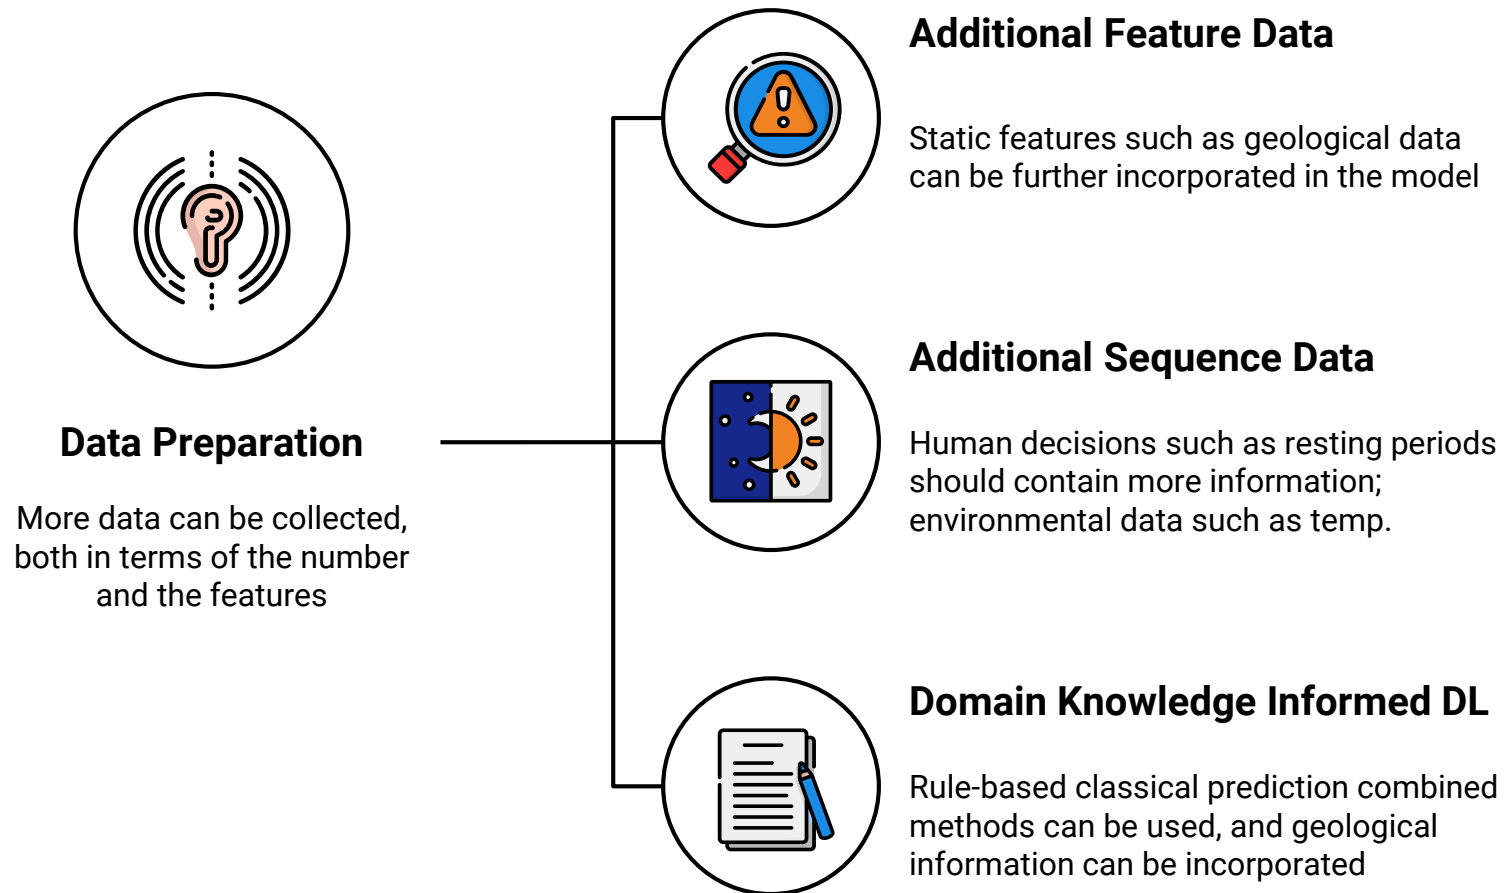 Data Preparation
More data can be collected,
both in terms of the number
and the features
Additional Feature Data
Static features such as geological data
can be further incorporated in the model
Additional Sequence Data
Human decisions such as resting periods
should contain more information;
environmental data such as temp.
Domain Knowledge Informed DL
Rule-based classical prediction combined
methods can be used, and geological
information can be incorporated